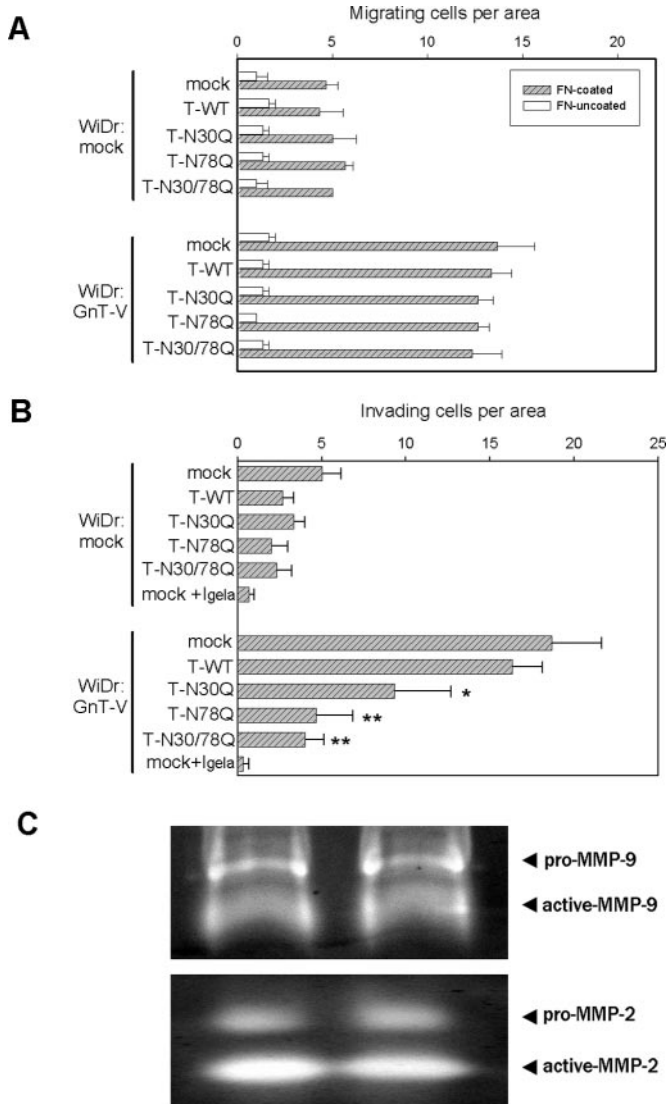 A
Migrating cells per area
0 5 10 15 20
FN-coated
FN-uncoated
WiDr:
mock
mock
T-WT
T-N30Q
T-N78Q
T-N30/78Q
WiDr:
GnT-V
mock
T-WT
T-N30Q
T-N78Q
T-N30/78Q
B
Invading cells per area
0 5 10 15 20 25
WiDr:
mock
mock
T-WT
T-N30Q
T-N78Q
T-N30/78Q
mock +Igela
WiDr:
GnT-V
mock
T-WT
T-N30Q *
T-N78Q **
T-N30/78Q **
mock+Igela
C
◄ pro-MMP-9
◄ active-MMP-9
◄ pro-MMP-2
◄ active-MMP-2